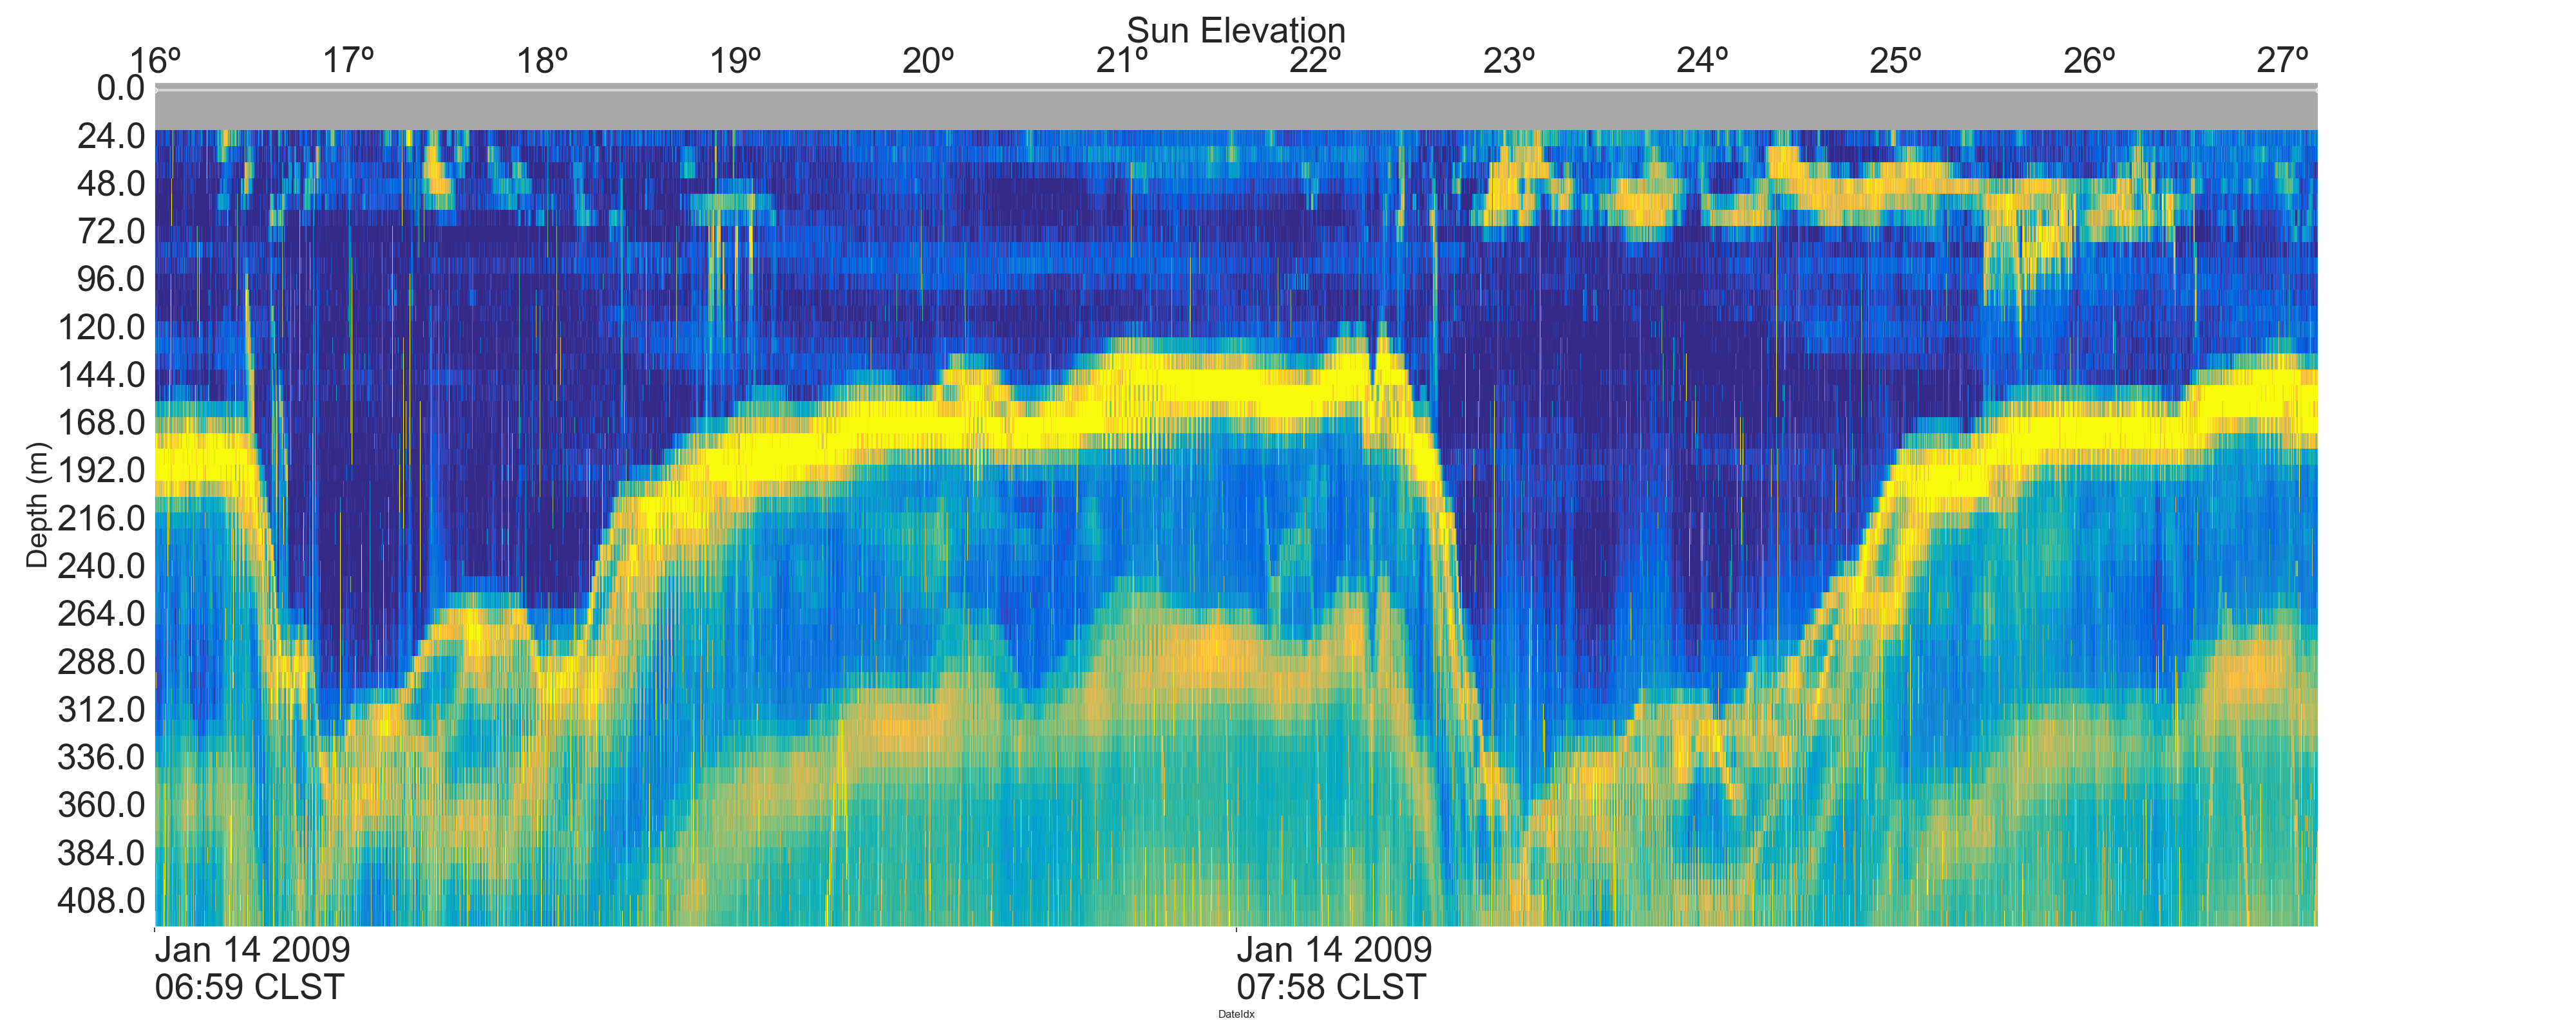 Sun Elevation
16º 17º 18º 19º 20º 21º 22º 23º 24º 25º 26º 27º
0.0
24.0
48.0
72.0
96.0
120.0
144.0
168.0
192.0
216.0
240.0
264.0
288.0
312.0
336.0
360.0
384.0
408.0
Depth (m)
Jan 14 2009
06:59 CLST
Jan 14 2009
07:58 CLST
DateIdx